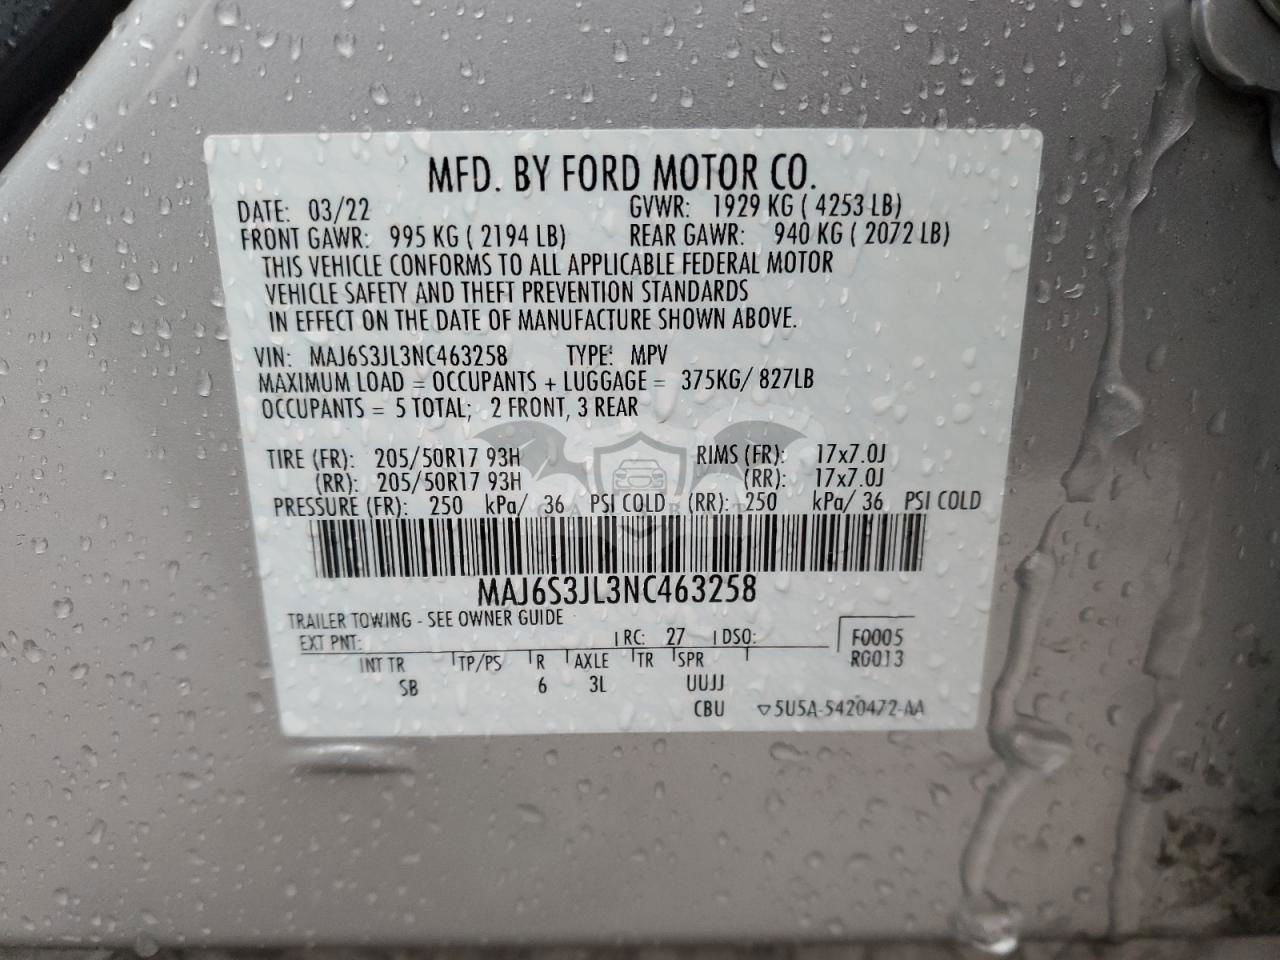 MFD. BY FORD MOTOR CO.
DATE: 03/22 GVWR: 1929 KG ( 4253 LB)
FRONT GAWR: 995 KG ( 2194 LB) REAR GAWR: 940 KG ( 2072 LB)
THIS VEHICLE CONFORMS TO ALL APPLICABLE FEDERAL MOTOR
VEHICLE SAFETY AND THEFT PREVENTION STANDARDS
IN EFFECT ON THE DATE OF MANUFACTURE SHOWN ABOVE.
VIN: MAJ6S3JL3NC463258 TYPE: MPV
MAXIMUM LOAD = OCCUPANTS + LUGGAGE = 375KG/ 827LB
OCCUPANTS = 5 TOTAL; 2 FRONT, 3 REAR
TIRE (FR): 205/50R17 93H RIMS (FR): 17x7.0J
(RR): 205/50R17 93H (RR): 17x7.0J
PRESSURE (FR): 250 kPa/ 36 PSI COLD (RR): 250 kPa/ 36 PSI COLD
MAJ6S3JL3NC463258
TRAILER TOWING - SEE OWNER GUIDE
EXT PNT: RC: 27 DSO: F0005
INT TR TP/PS R AXLE TR SPR RG013
SB 6 3L UUJJ
CBU ▽5U5A-5420472-AA